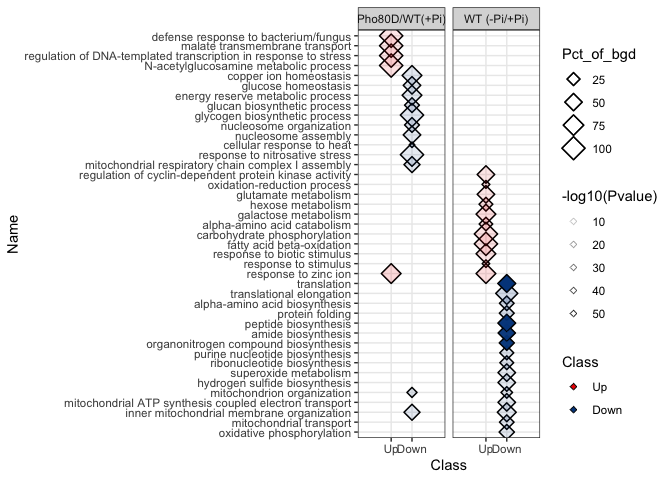 Pho80D/WT(+Pi) WT (-Pi/+Pi)
defense response to bacterium/fungus
malate transmembrane transport
regulation of DNA-templated transcription in response to stress
N-acetylglucosamine metabolic process
copper ion homeostasis
glucose homeostasis
energy reserve metabolic process
glucan biosynthetic process
glycogen biosynthetic process
nucleosome organization
nucleosome assembly
cellular response to heat
response to nitrosative stress
mitochondrial respiratory chain complex I assembly
regulation of cyclin-dependent protein kinase activity
oxidation-reduction process
glutamate metabolism
hexose metabolism
galactose metabolism
alpha-amino acid catabolism
carbohydrate phosphorylation
fatty acid beta-oxidation
response to biotic stimulus
response to stimulus
response to zinc ion
translation
translational elongation
alpha-amino acid biosynthesis
protein folding
peptide biosynthesis
amide biosynthesis
organonitrogen compound biosynthesis
purine nucleotide biosynthesis
ribonucleotide biosynthesis
superoxide metabolism
hydrogen sulfide biosynthesis
mitochondrion organization
mitochondrial ATP synthesis coupled electron transport
inner mitochondrial membrane organization
mitochondrial transport
oxidative phosphorylation
Name
Up Down Up Down
Class
Pct_of_bgd
25
50
75
100
-log10(Pvalue)
10
20
30
40
50
Class
Up
Down